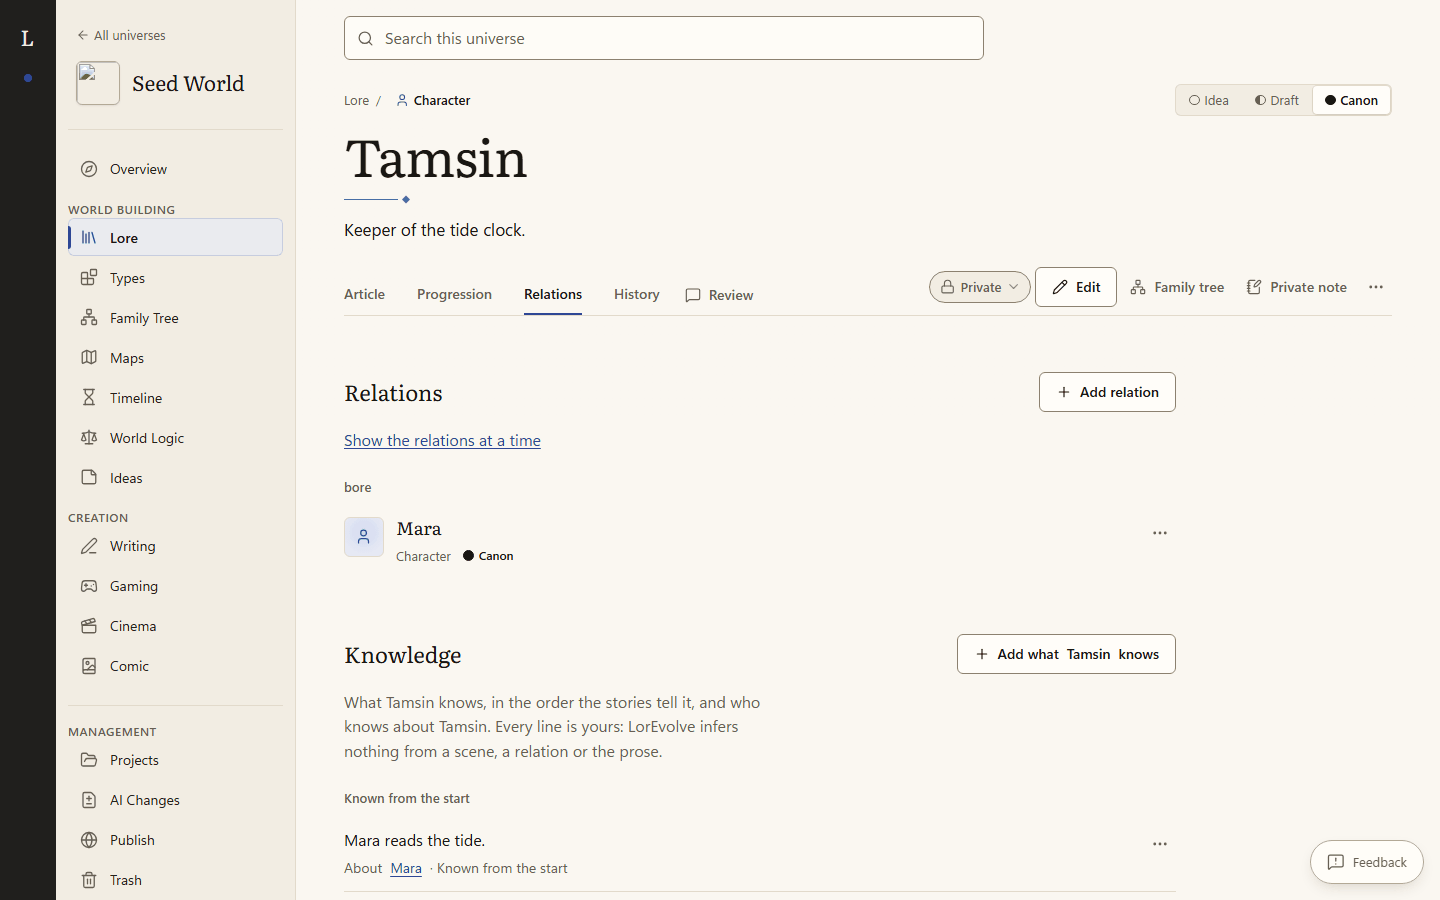 L
All universes
Seed World
Overview
WORLD BUILDING
Lore
Types
Family Tree
Maps
Timeline
World Logic
Ideas
CREATION
Writing
Gaming
Cinema
Comic
MANAGEMENT
Projects
AI Changes
Publish
Trash
Search this universe
Lore / Character
Idea Draft Canon
Tamsin
Keeper of the tide clock.
Article Progression Relations History Review
Private Edit Family tree Private note
Relations
Add relation
Show the relations at a time
bore
Mara
Character Canon
Knowledge
Add what Tamsin knows
What Tamsin knows, in the order the stories tell it, and who
knows about Tamsin. Every line is yours: LorEvolve infers
nothing from a scene, a relation or the prose.
Known from the start
Mara reads the tide.
About Mara · Known from the start
Feedback